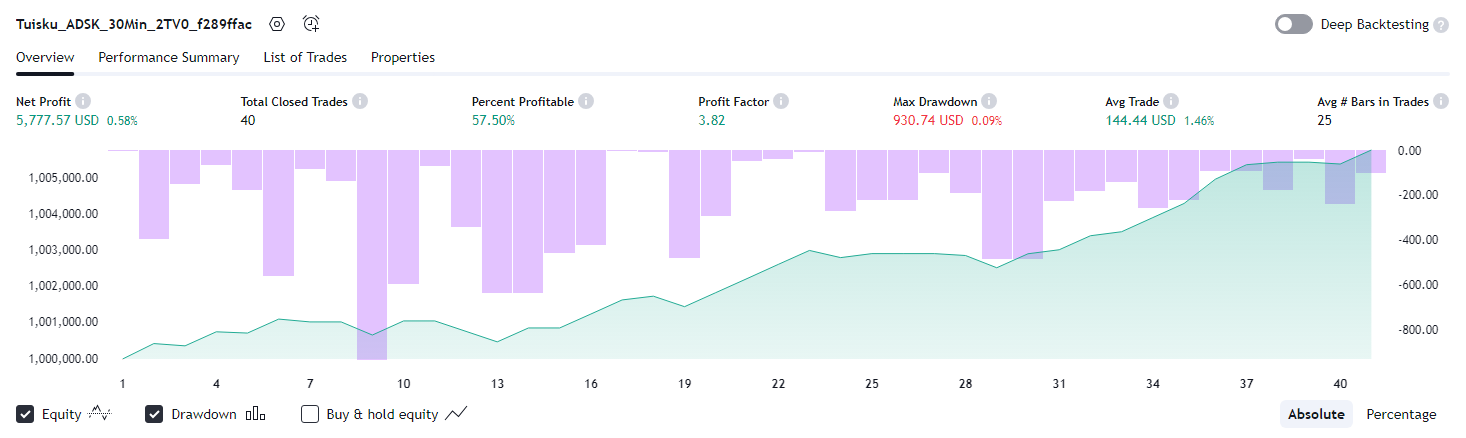 Tuisku_ADSK_30Min_2TV0_f289ffac
Deep Backtesting ?
Overview Performance Summary List of Trades Properties
Net Profit i Total Closed Trades i Percent Profitable i Profit Factor i Max Drawdown i Avg Trade i Avg # Bars in Trades i
5,777.57 USD 0.58% 40 57.50% 3.82 930.74 USD 0.09% 144.44 USD 1.46% 25
0.00
1,005,000.00
-200.00
1,004,000.00
-400.00
1,003,000.00
1,002,000.00
-600.00
1,001,000.00
-800.00
1,000,000.00
1 4 7 10 13 16 19 22 25 28 31 34 37 40
Equity Drawdown Buy & hold equity Absolute Percentage